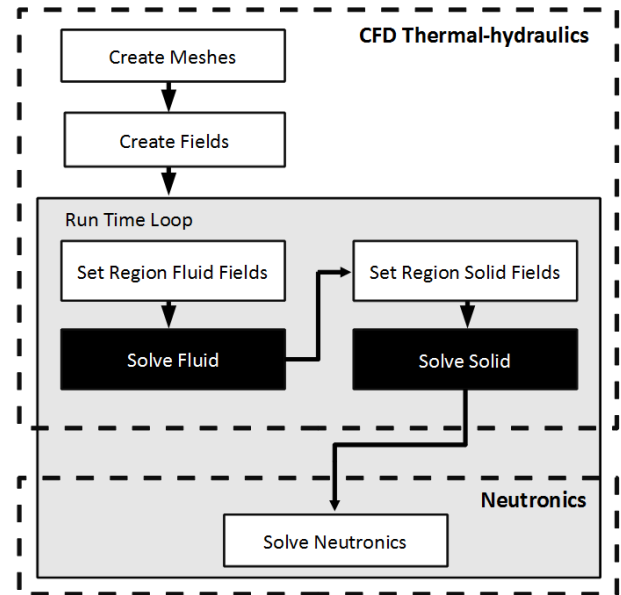 CFD Thermal-hydraulics
Create Meshes
Create Fields
Run Time Loop
Set Region Fluid Fields
Set Region Solid Fields
Solve Fluid
Solve Solid
Neutronics
Solve Neutronics